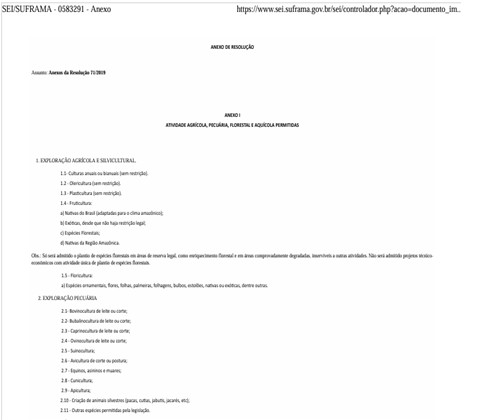 SEI/SUFRAMA - 0583291 - Anexo
https://www.sei.suframa.gov.br/sei/controlador.php?acao=documento_im...
ANEXO DE RESOLUÇÃO
Assunto: Anexos da Resolução 71/2019
ANEXO I
ATIVIDADE AGRÍCOLA, PECUÁRIA, FLORESTAL E AQUÍCOLA PERMITIDAS
1. EXPLORAÇÃO AGRÍCOLA E SILVICULTURAL.
1.1- Culturas anuais ou bianuais (sem restrição).
1.2 - Olericultura (sem restrição).
1.3 - Plasticultura (sem restrição).
1.4 - Fruticultura:
a) Nativas do Brasil (adaptadas para o clima amazônico);
b) Exóticas, desde que não haja restrição legal;
c) Espécies Florestais;
d) Nativas da Região Amazônica.
Obs.: Só será admitido o plantio de espécies florestais em áreas de reserva legal, como enriquecimento florestal e em áreas comprovadamente degradadas, inservíveis a outras atividades. Não será admitido projetos técnico-
econômicos com atividade única de plantio de espécies florestais.
1.5 - Floricultura:
a) Espécies ornamentais, flores, folhas, palmeiras, folhagens, bulbos, estolões, nativas ou exóticas, dentre outras.
2. EXPLORAÇÃO PECUÁRIA
2.1- Bovinocultura de leite ou corte;
2.2- Bubalinocultura de leite ou corte;
2.3 - Caprinocultura de leite ou corte;
2.4 - Ovinocultura de leite ou corte;
2.5 - Suinocultura;
2.6 - Avicultura de corte ou postura;
2.7 - Equinos, asininos e muares;
2.8 - Cunicultura;
2.9 - Apicultura;
2.10 - Criação de animais silvestres (pacas, cutias, jabutis, jacarés, etc);
2.11 - Outras espécies permitidas pela legislação.